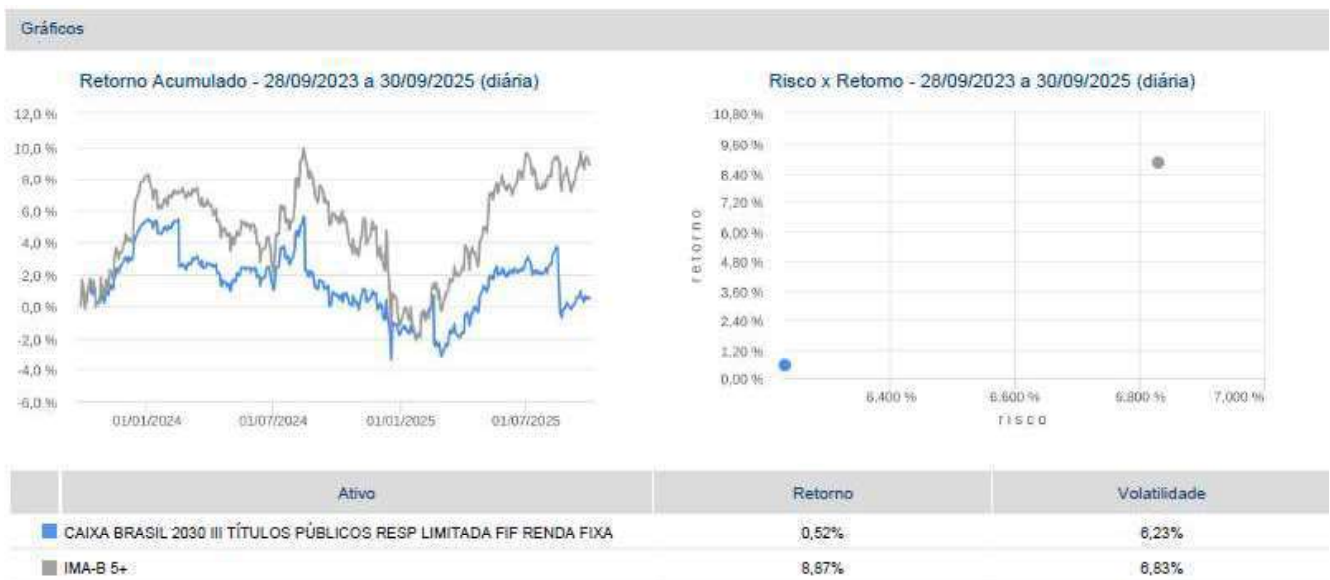 Gráficos
Retorno Acumulado - 28/09/2023 a 30/09/2025 (diária)
12,0 %
10,0 %
8,0 %
6,0 %
4,0 %
2,0 %
0,0 %
-2,0 %
-4,0 %
-6,0 %
01/01/2024 01/07/2024 01/01/2025 01/07/2025
Risco x Retorno - 28/09/2023 a 30/09/2025 (diária)
retorno
10,80 %
9,60 %
8,40 %
7,20 %
6,00 %
4,80 %
3,60 %
2,40 %
1,20 %
0,00 %
6,400 % 6,600 % 6,800 % 7,000 %
risco
Ativo Retorno Volatilidade
CAIXA BRASIL 2030 III TÍTULOS PÚBLICOS RESP LIMITADA FIF RENDA FIXA 0,52% 6,23%
IMA-B 5+ 8,87% 6,83%